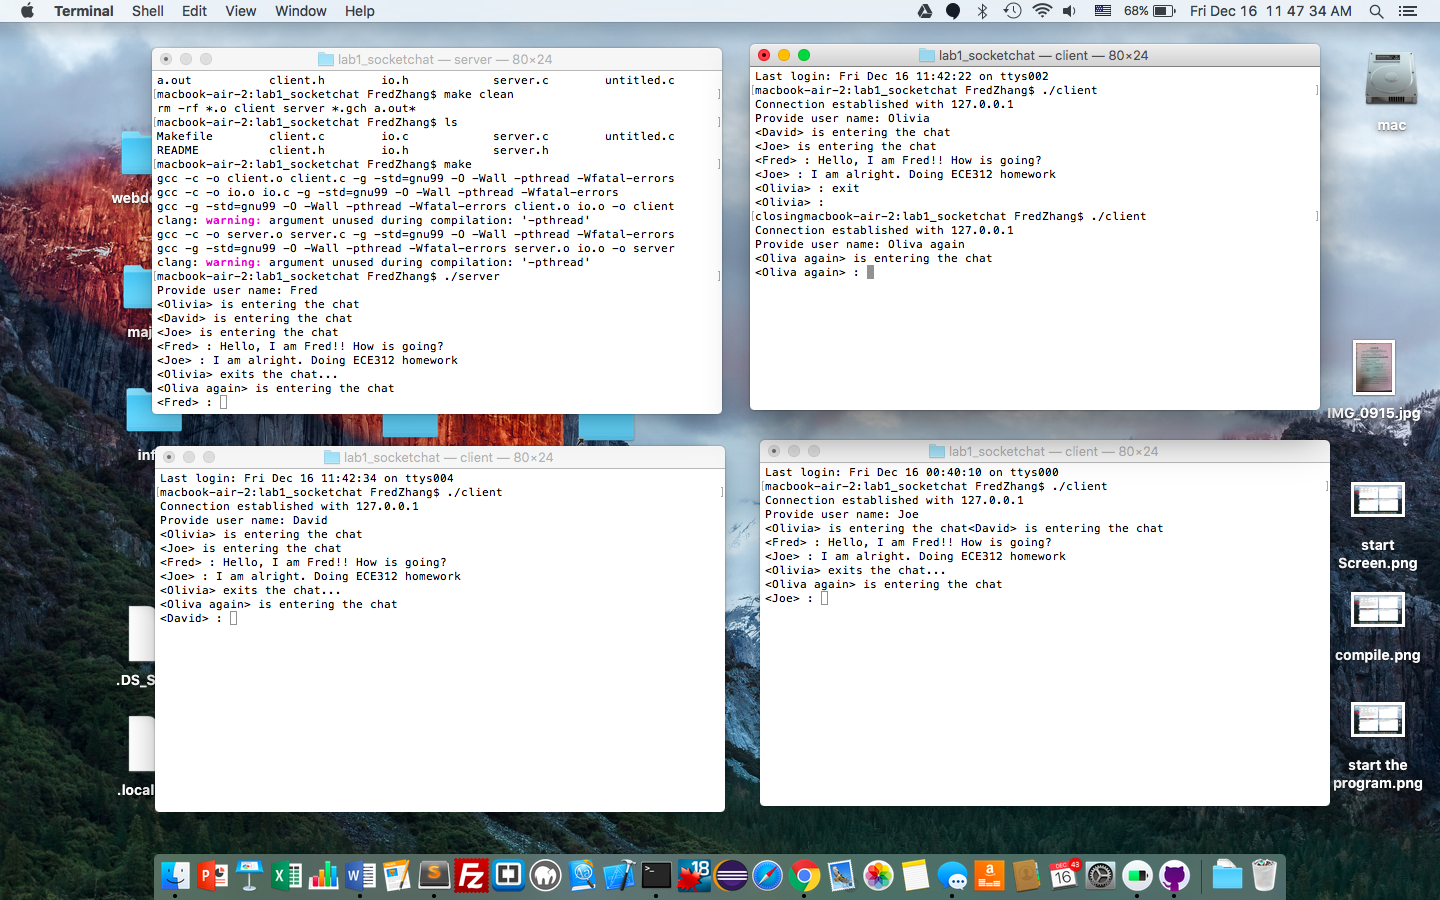 Terminal Shell Edit View Window Help 68% Fri Dec 16 11 47 34 AM
lab1_socketchat — server — 80×24
a.out client.h io.h server.c untitled.c
[macbook-air-2:lab1_socketchat FredZhang$ make clean ]
rm -rf *.o client server *.gch a.out*
[macbook-air-2:lab1_socketchat FredZhang$ ls ]
Makefile client.c io.c server.c untitled.c
README client.h io.h server.h
[macbook-air-2:lab1_socketchat FredZhang$ make ]
gcc -c -o client.o client.c -g -std=gnu99 -O -Wall -pthread -Wfatal-errors
gcc -c -o io.o io.c -g -std=gnu99 -O -Wall -pthread -Wfatal-errors
gcc -g -std=gnu99 -O -Wall -pthread -Wfatal-errors client.o io.o -o client
clang: warning: argument unused during compilation: '-pthread'
gcc -c -o server.o server.c -g -std=gnu99 -O -Wall -pthread -Wfatal-errors
gcc -g -std=gnu99 -O -Wall -pthread -Wfatal-errors server.o io.o -o server
clang: warning: argument unused during compilation: '-pthread'
[macbook-air-2:lab1_socketchat FredZhang$ ./server ]
Provide user name: Fred
<Olivia> is entering the chat
<David> is entering the chat
<Joe> is entering the chat
<Fred> : Hello, I am Fred!! How is going?
<Joe> : I am alright. Doing ECE312 homework
<Olivia> exits the chat...
<Oliva again> is entering the chat
<Fred> :
lab1_socketchat — client — 80×24
Last login: Fri Dec 16 11:42:22 on ttys002
[macbook-air-2:lab1_socketchat FredZhang$ ./client ]
Connection established with 127.0.0.1
Provide user name: Olivia
<David> is entering the chat
<Joe> is entering the chat
<Fred> : Hello, I am Fred!! How is going?
<Joe> : I am alright. Doing ECE312 homework
<Olivia> : exit
<Olivia> :
[closingmacbook-air-2:lab1_socketchat FredZhang$ ./client ]
Connection established with 127.0.0.1
Provide user name: Oliva again
<Oliva again> is entering the chat
<Oliva again> :
lab1_socketchat — client — 80×24
Last login: Fri Dec 16 11:42:34 on ttys004
[macbook-air-2:lab1_socketchat FredZhang$ ./client ]
Connection established with 127.0.0.1
Provide user name: David
<Olivia> is entering the chat
<Joe> is entering the chat
<Fred> : Hello, I am Fred!! How is going?
<Joe> : I am alright. Doing ECE312 homework
<Olivia> exits the chat...
<Oliva again> is entering the chat
<David> :
lab1_socketchat — client — 80×24
Last login: Fri Dec 16 00:40:10 on ttys000
[macbook-air-2:lab1_socketchat FredZhang$ ./client ]
Connection established with 127.0.0.1
Provide user name: Joe
<Olivia> is entering the chat<David> is entering the chat
<Fred> : Hello, I am Fred!! How is going?
<Joe> : I am alright. Doing ECE312 homework
<Olivia> exits the chat...
<Oliva again> is entering the chat
<Joe> :
mac
IMG_0915.jpg
start
Screen.png
compile.png
start the
program.png
webd
maj
inf
.DS_S
.local
18
DEC 43
16